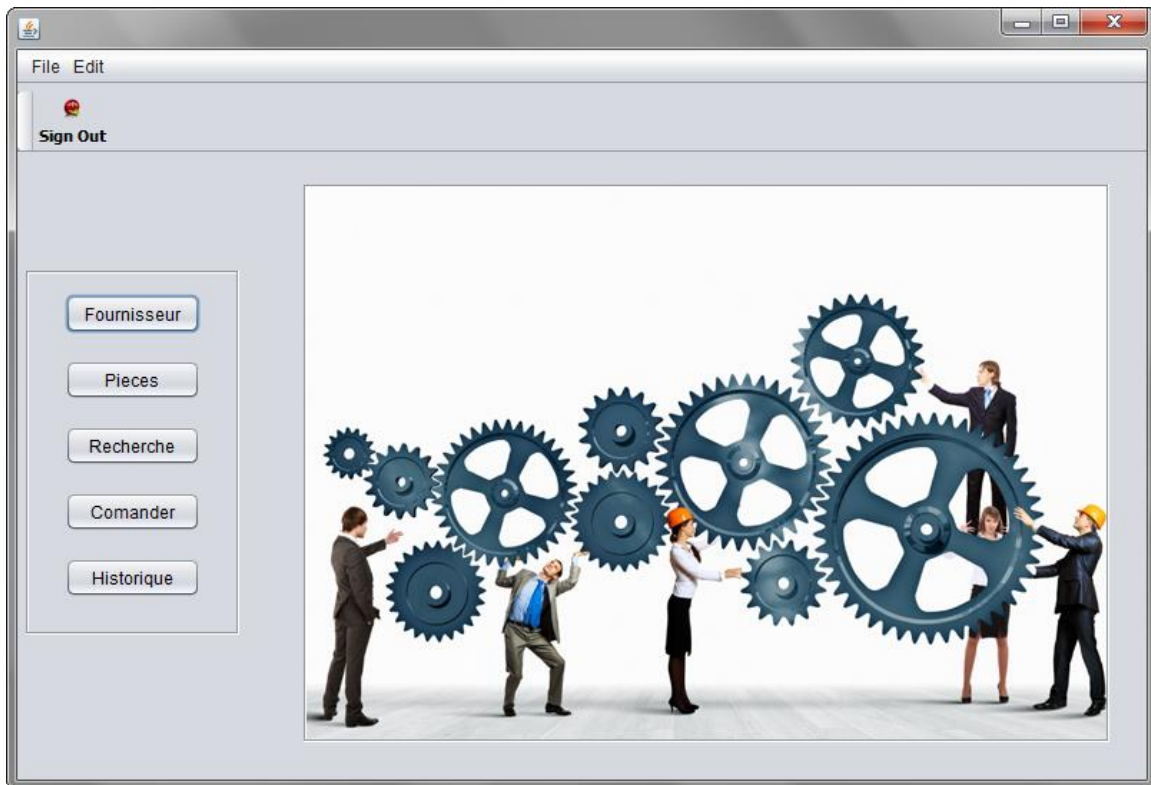 File Edit
Sign Out
Fournisseur
Pieces
Recherche
Comander
Historique